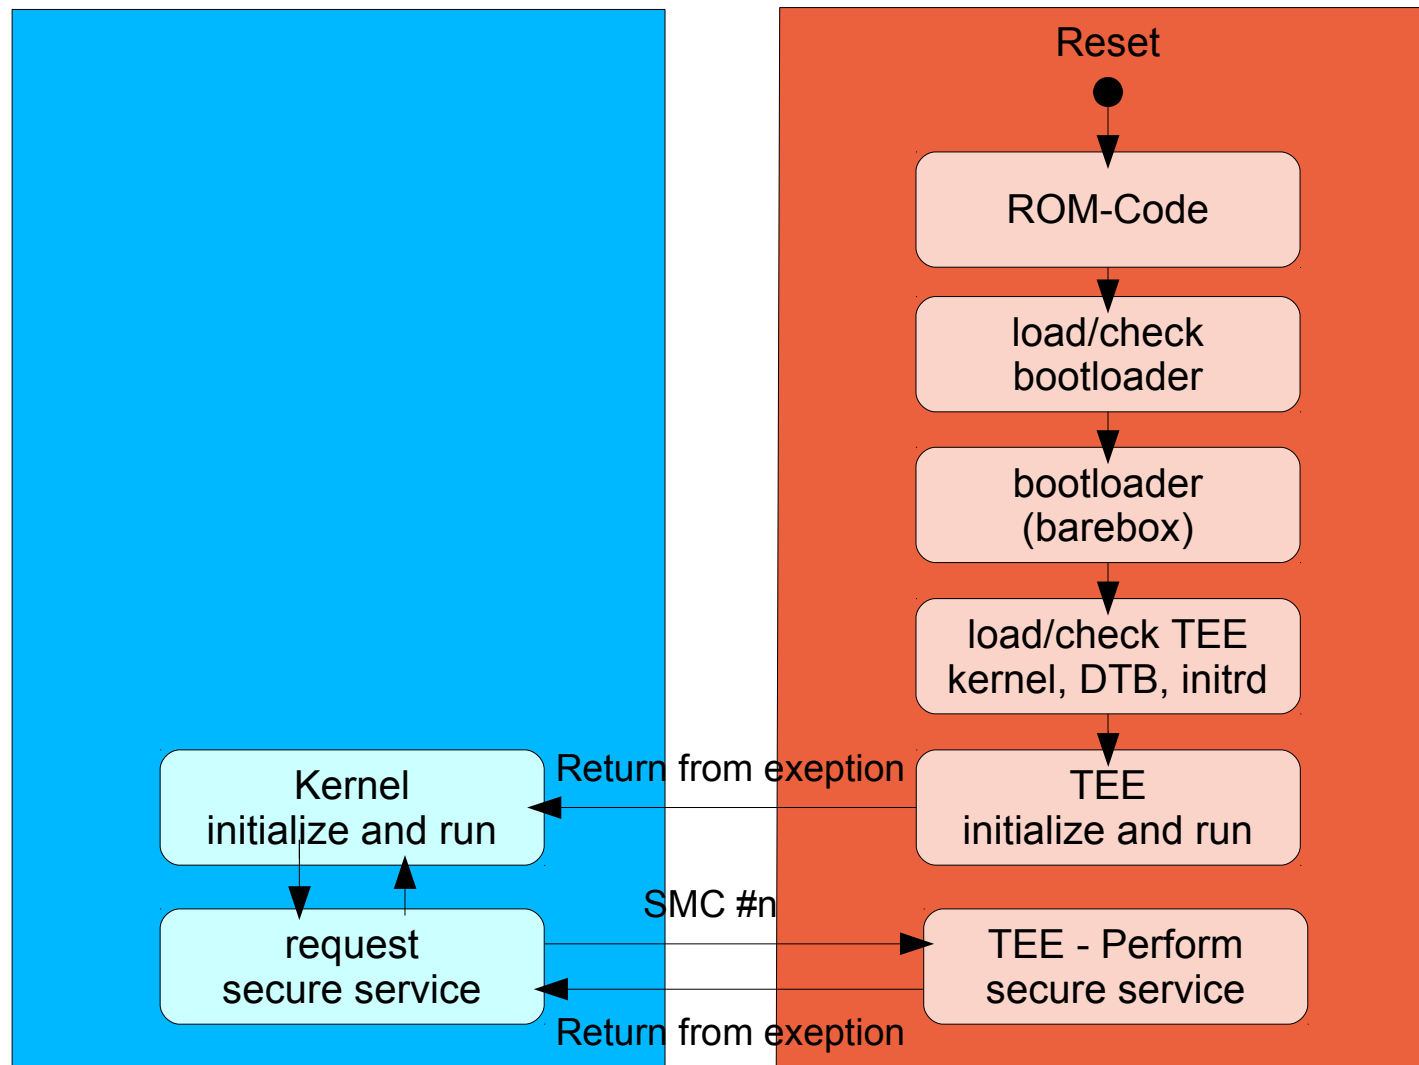 Reset
ROM-Code
load/check
bootloader
bootloader
(barebox)
load/check TEE
kernel, DTB, initrd
Kernel
initialize and run
Return from exeption
TEE
initialize and run
SMC #n
request
secure service
TEE - Perform
secure service
Return from exeption